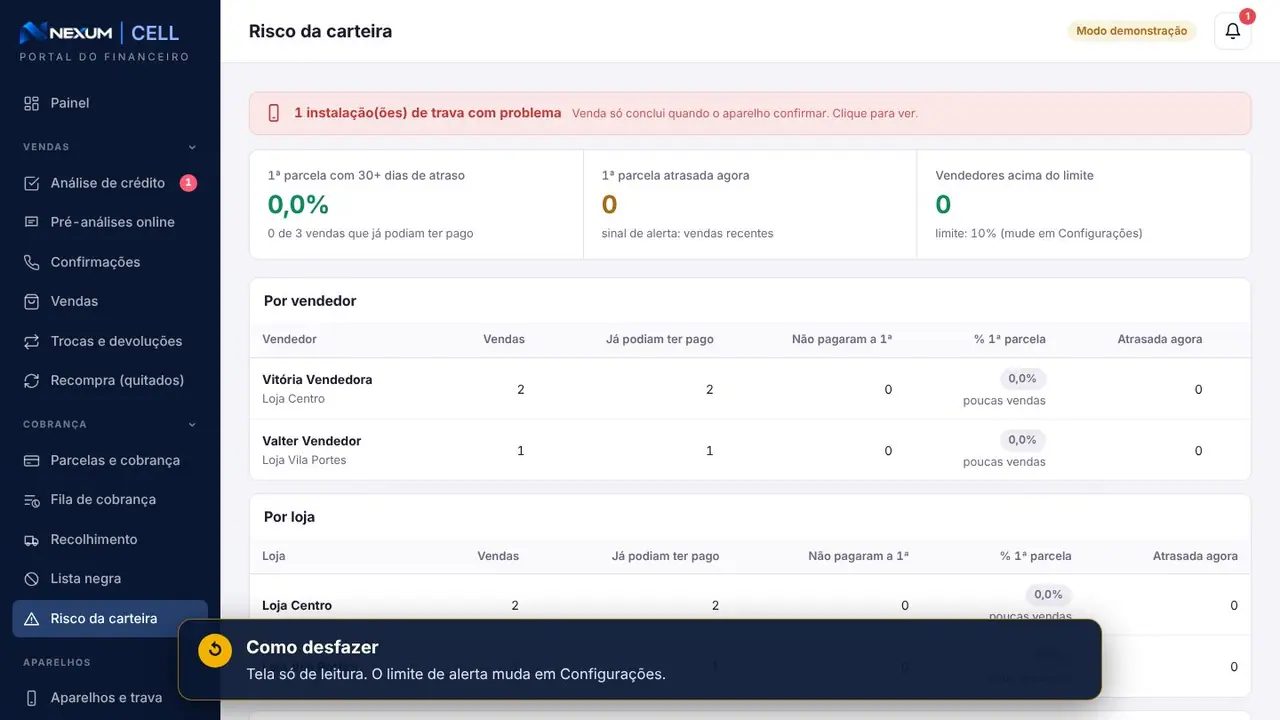 NEXUM | CELL
PORTAL DO FINANCEIRO
Painel
VENDAS
Análise de crédito 1
Pré-análises online
Confirmações
Vendas
Trocas e devoluções
Recompra (quitados)
COBRANÇA
Parcelas e cobrança
Fila de cobrança
Recolhimento
Lista negra
Risco da carteira
APARELHOS
Aparelhos e trava
Risco da carteira
Modo demonstração
1
1 instalação(ões) de trava com problema Venda só conclui quando o aparelho confirmar. Clique para ver.
1ª parcela com 30+ dias de atraso
0,0%
0 de 3 vendas que já podiam ter pago
1ª parcela atrasada agora
0
sinal de alerta: vendas recentes
Vendedores acima do limite
0
limite: 10% (mude em Configurações)
Por vendedor
Vendedor Vendas Já podiam ter pago Não pagaram a 1ª % 1ª parcela Atrasada agora
Vitória Vendedora
Loja Centro
2 2 0 0,0% poucas vendas 0
Valter Vendedor
Loja Vila Portes
1 1 0 0,0% poucas vendas 0
Por loja
Loja Vendas Já podiam ter pago Não pagaram a 1ª % 1ª parcela Atrasada agora
Loja Centro 2 2 0 0,0% poucas vendas 0
0
Como desfazer
Tela só de leitura. O limite de alerta muda em Configurações.